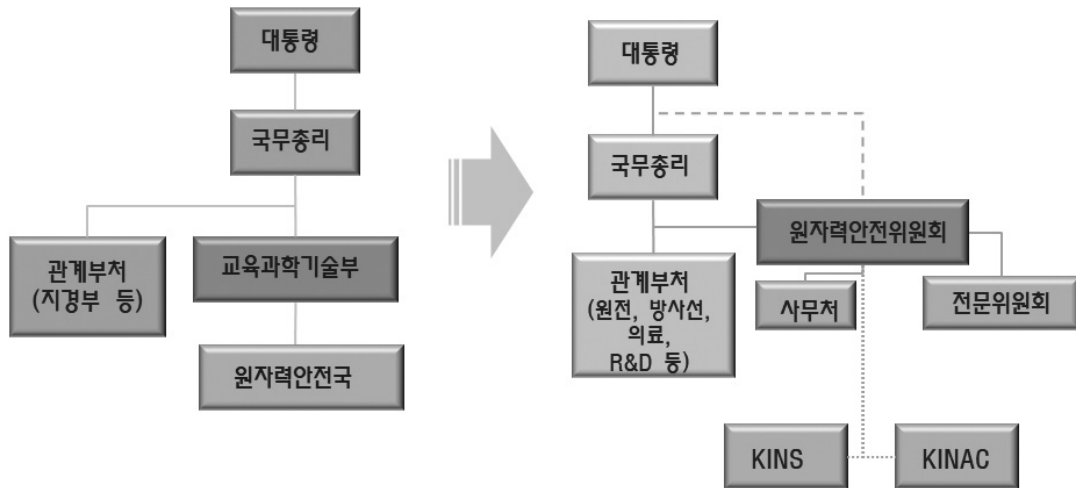 대통령
국무총리
관계부처
(지경부 등)
교육과학기술부
원자력안전국
대통령
국무총리
원자력안전위원회
관계부처
(원전, 방사선,
의료,
R&D 등)
사무처
전문위원회
KINS
KINAC